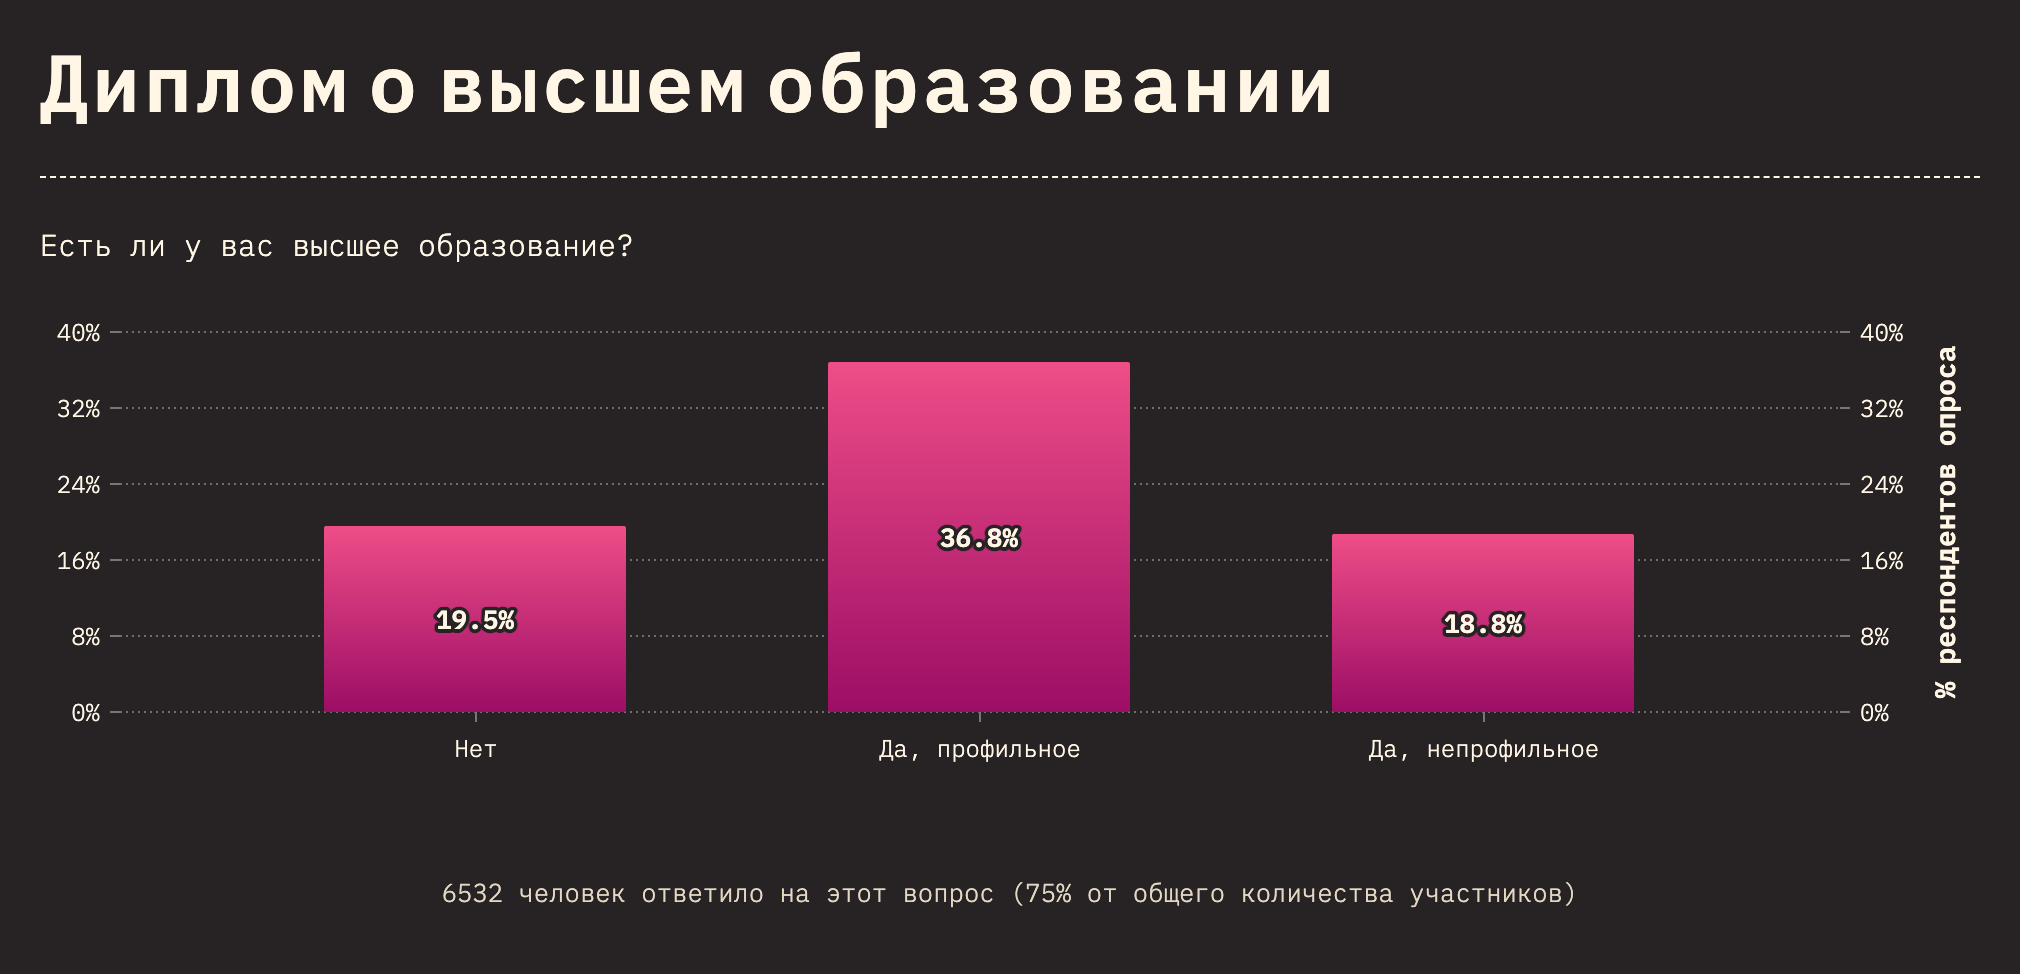 Диплом о высшем образовании
Есть ли у вас высшее образование?
40%
32%
24%
16%
8%
0%
40%
32%
24%
16%
8%
0%
% респондентов опроса
19.5%
36.8%
18.8%
Нет
Да, профильное
Да, непрофильное
6532 человек ответило на этот вопрос (75% от общего количества участников)